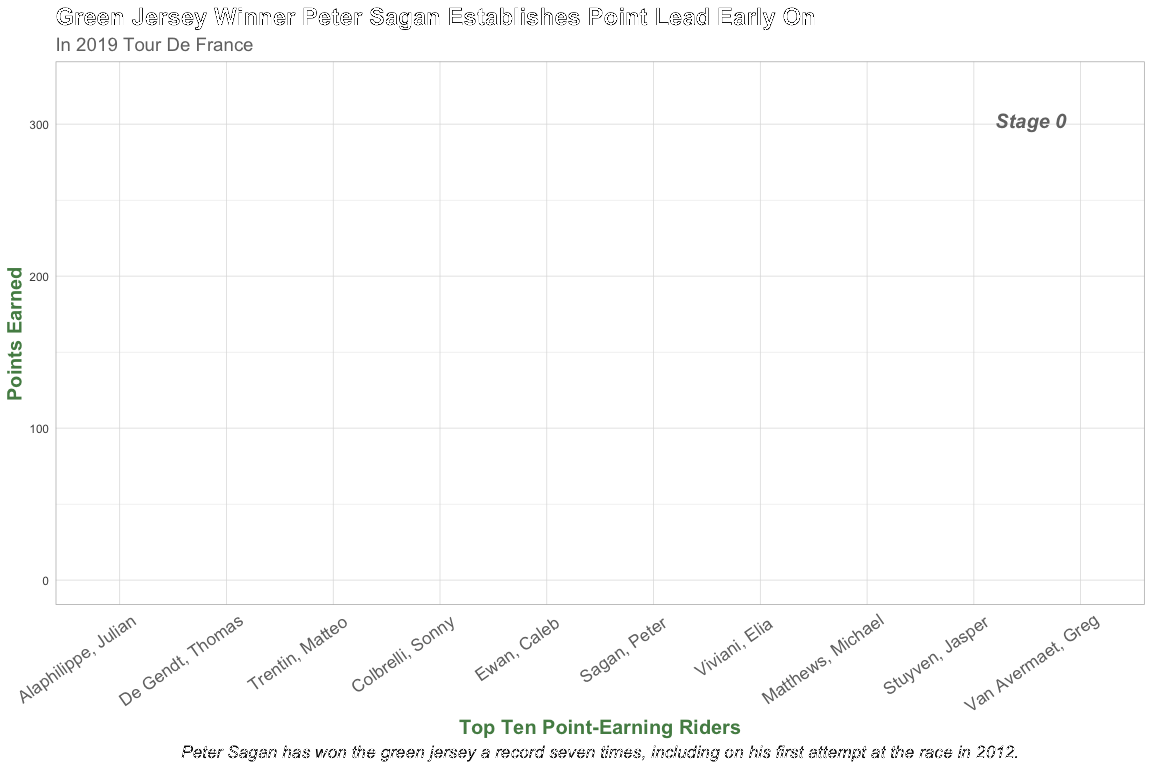 Green Jersey Winner Peter Sagan Establishes Point Lead Early On
In 2019 Tour De France
Stage 0
Points Earned
300
200
100
0
Alaphilippe, Julian
De Gendt, Thomas
Trentin, Matteo
Colbrelli, Sonny
Ewan, Caleb
Sagan, Peter
Viviani, Elia
Matthews, Michael
Stuyven, Jasper
Van Avermaet, Greg
Top Ten Point-Earning Riders
Peter Sagan has won the green jersey a record seven times, including on his first attempt at the race in 2012.